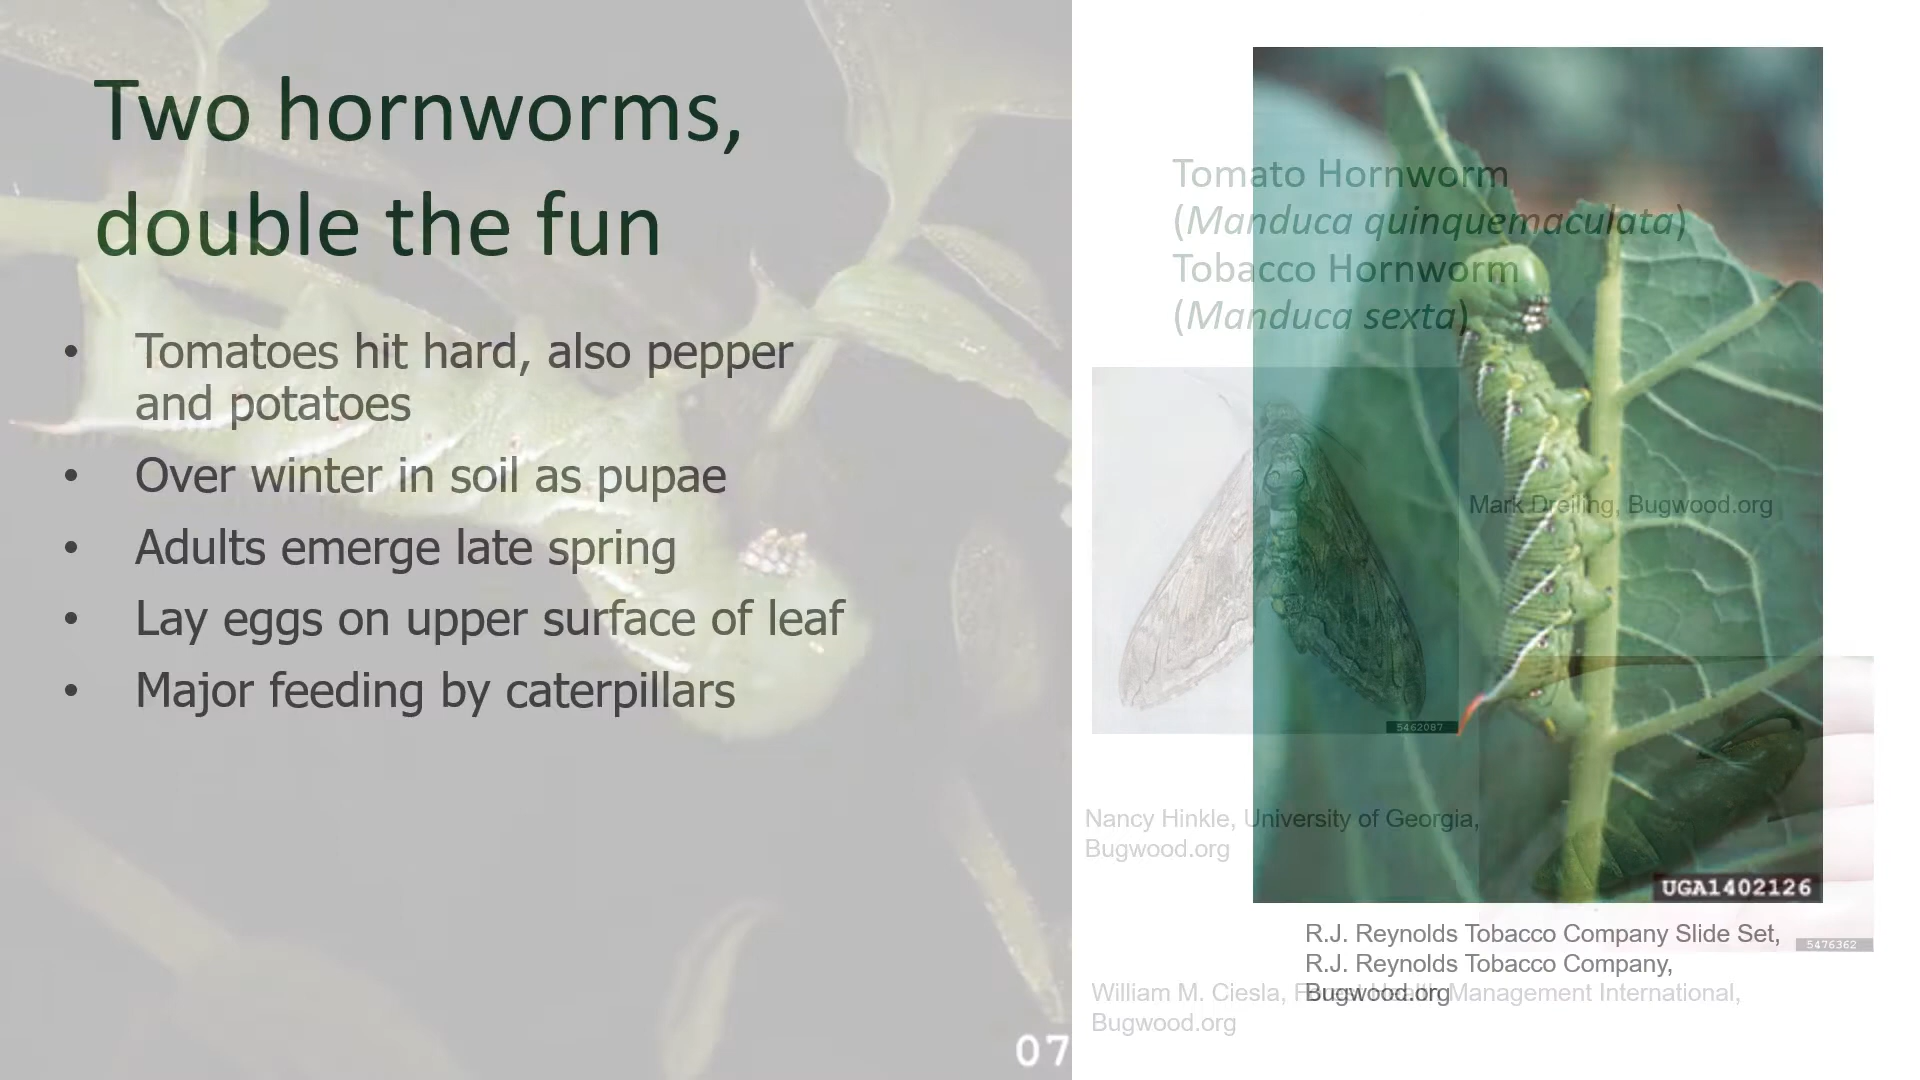 Two hornworms,
double the fun
• Tomatoes hit hard, also pepper
and potatoes
• Over winter in soil as pupae
• Adults emerge late spring
• Lay eggs on upper surface of leaf
• Major feeding by caterpillars
07
Tomato Hornworm
(Manduca quinquemaculata)
Tobacco Hornworm
(Manduca sexta)
Mark Dreiling, Bugwood.org
5462087
Nancy Hinkle, University of Georgia,
Bugwood.org
UGA1402126
R.J. Reynolds Tobacco Company Slide Set,
R.J. Reynolds Tobacco Company,
Bugwood.org
5476362
William M. Ciesla, Forest Health Management International,
Bugwood.org